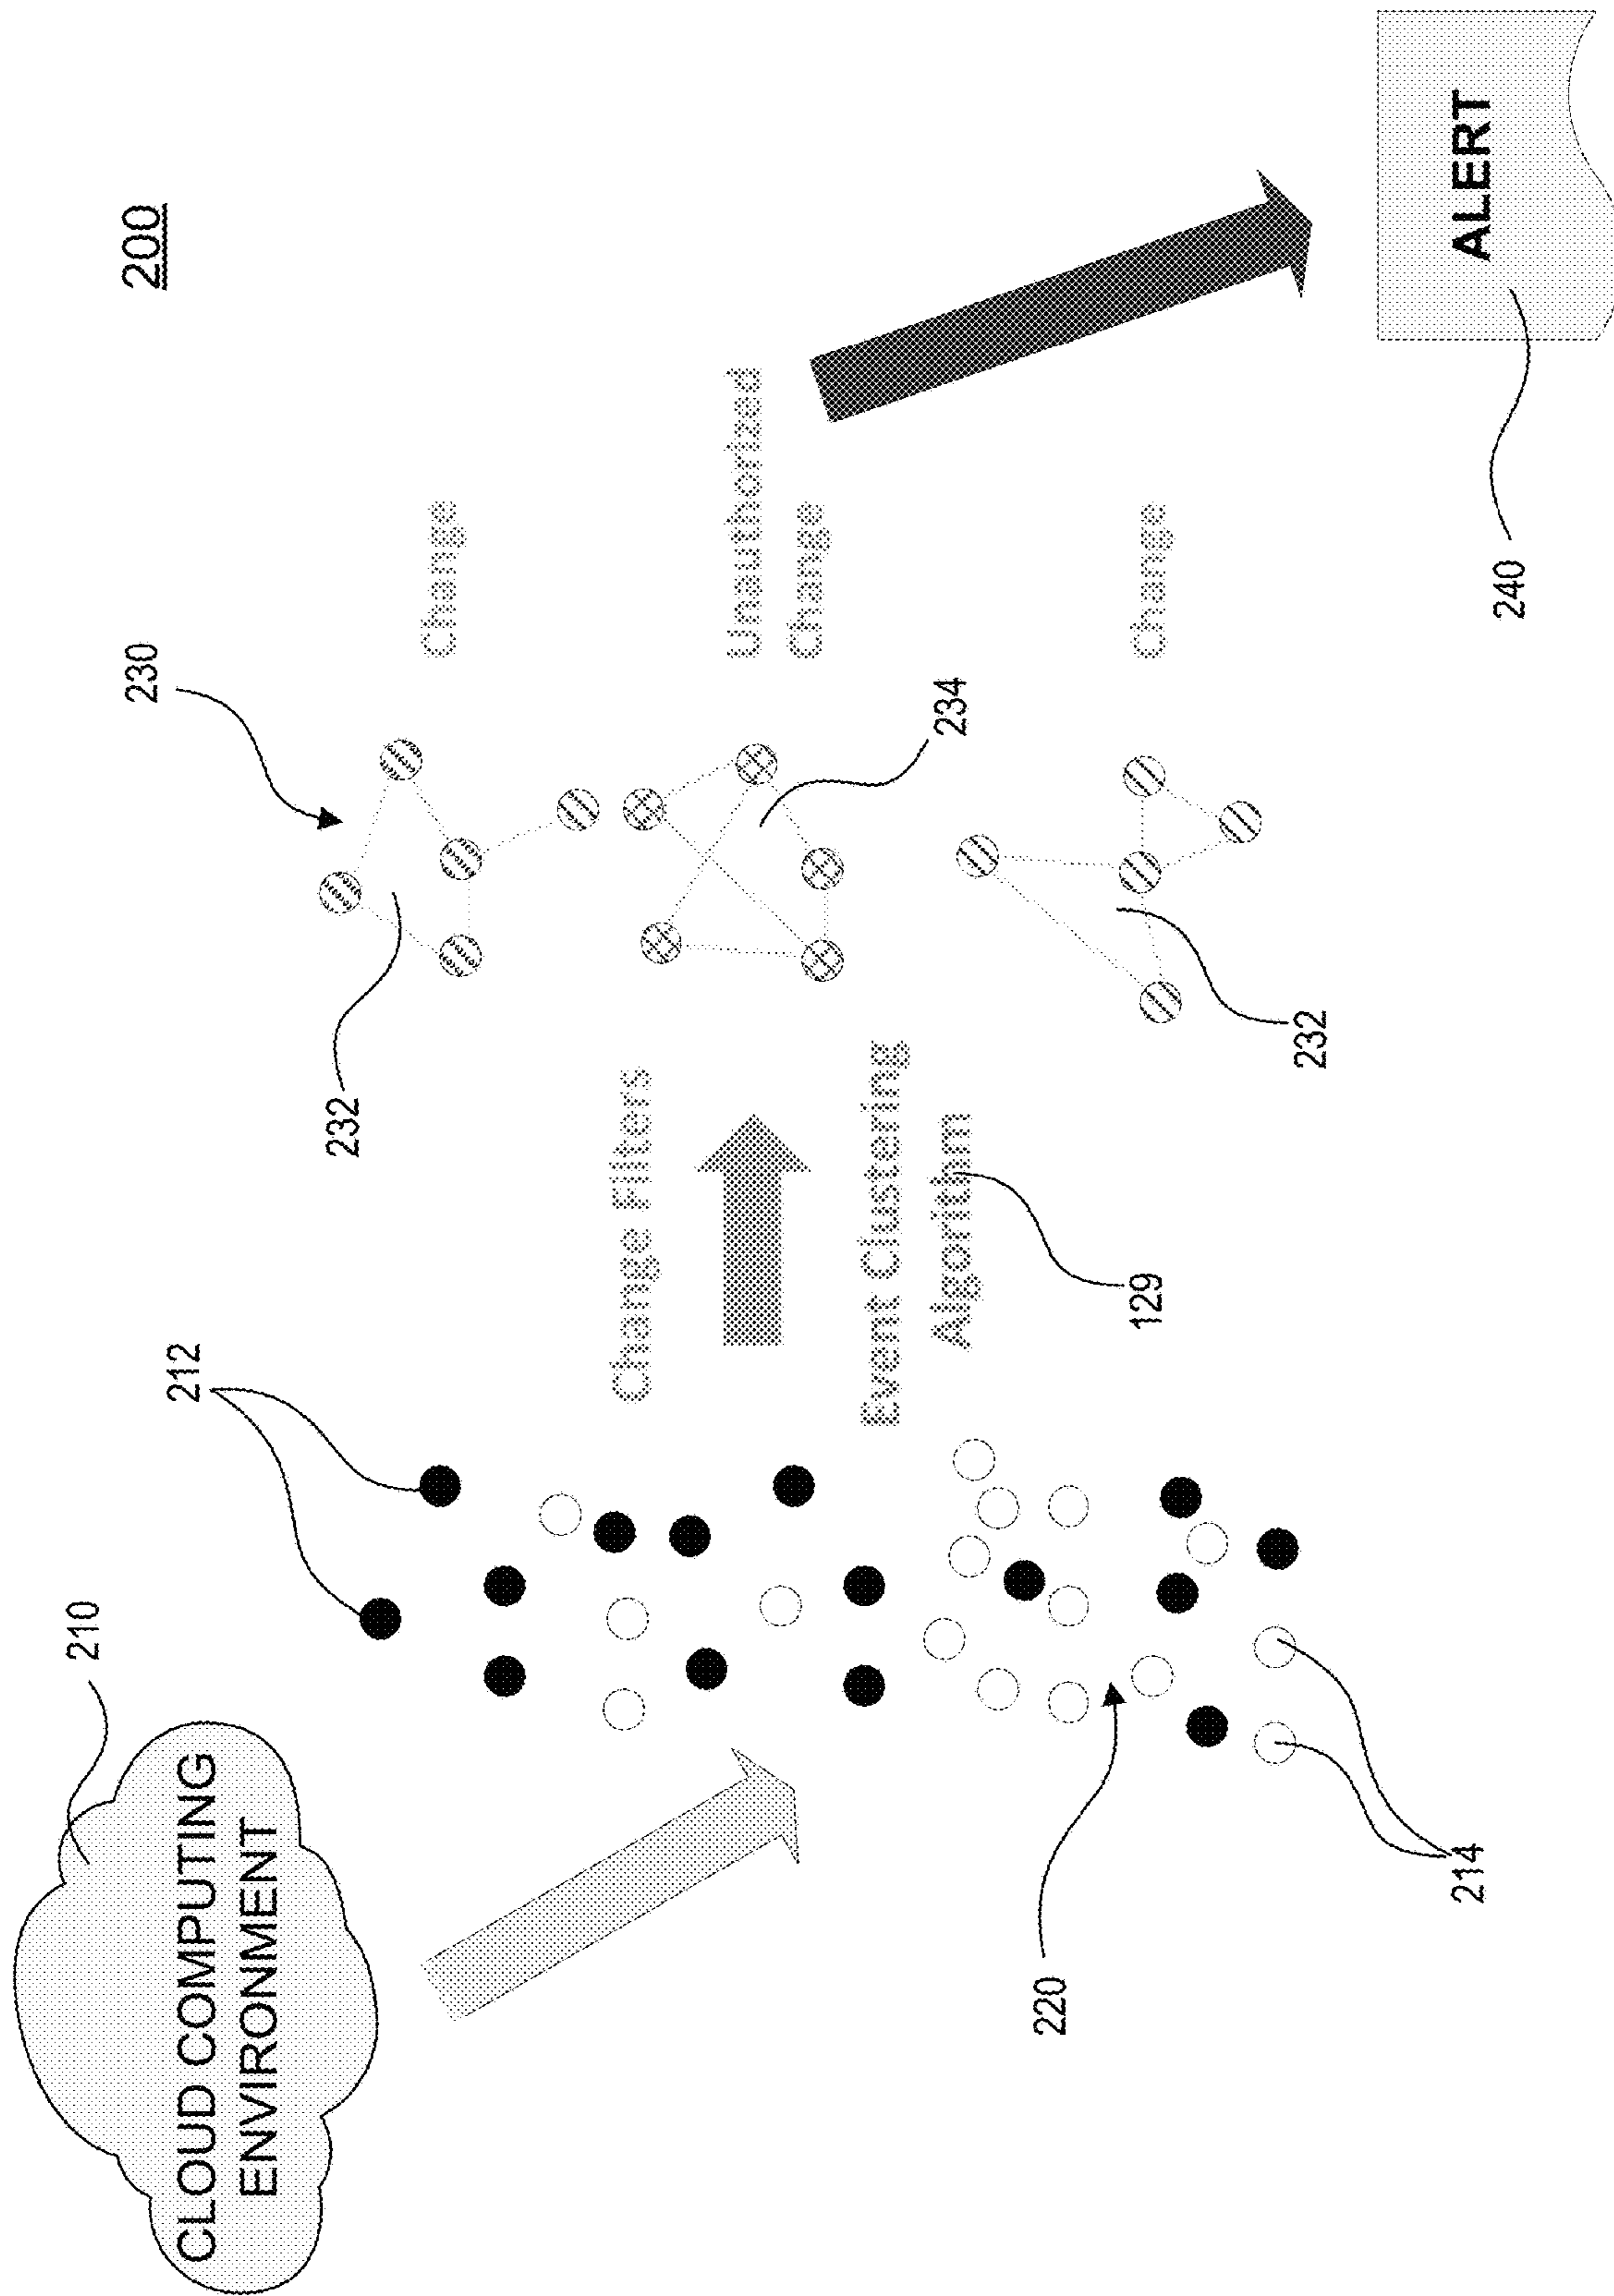 200
CLOUD COMPUTING
ENVIRONMENT
210
212
220
214
Change Filters
Event Clustering
Algorithm
129
230
232
234
232
Change
Unauthorized
Change
Change
ALERT
240